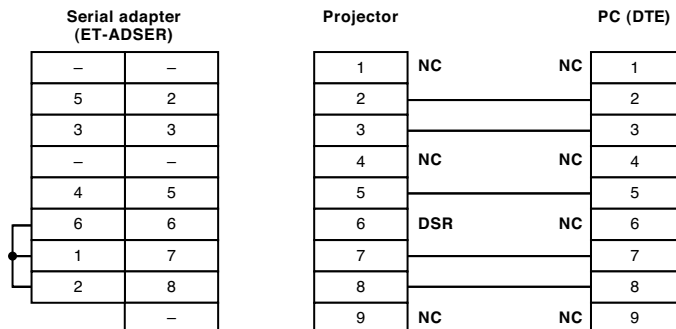 Serial adapter
(ET-ADSER)
Projector
PC (DTE)
– –
5 2
3 3
– –
4 5
6 6
1 7
2 8
–
1 NC NC 1
2 2
3 3
4 NC NC 4
5 5
6 DSR NC 6
7 7
8 8
9 NC NC 9